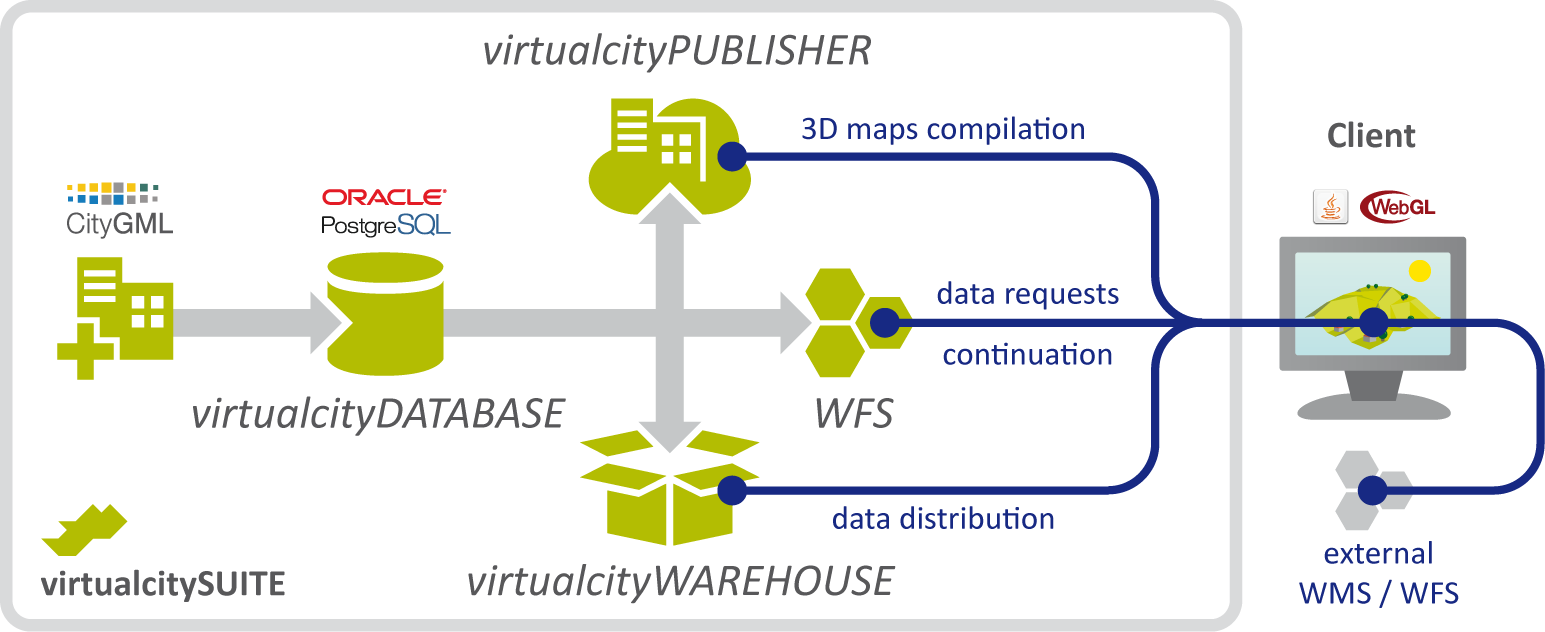 virtualcityPUBLISHER
3D maps compilation
Client
CityGML
ORACLE®
PostgreSQL
WebGL
data requests
continuation
virtualcityDATABASE
WFS
data distribution
virtualcityWAREHOUSE
virtualcitySUITE
external
WMS / WFS